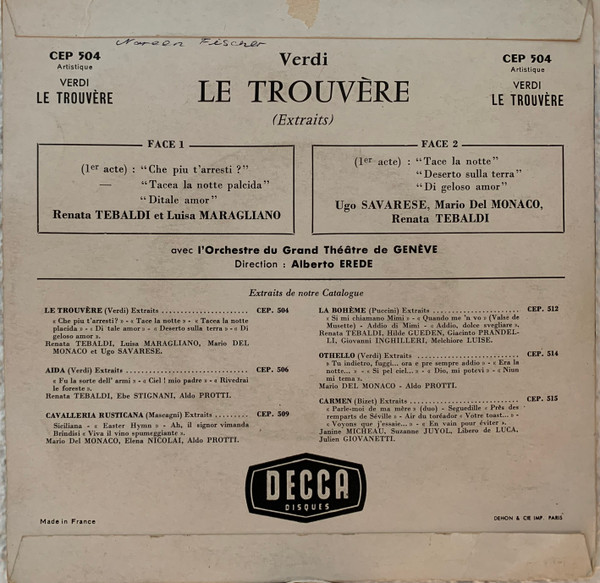 Noreen Fischer
CEP 504
Artistique
VERDI
LE TROUVÈRE
Verdi
LE TROUVÈRE
(Extraits)
CEP 504
Artistique
VERDI
LE TROUVÈRE
FACE 1
(1er acte) : "Che piu t'arresti ?"
— "Tacea la notte palcida"
"Ditale amor"
Renata TEBALDI et Luisa MARAGLIANO
FACE 2
(1er acte) : "Tace la notte"
"Deserto sulla terra"
"Di geloso amor"
Ugo SAVARESE, Mario Del MONACO,
Renata TEBALDI
avec l'Orchestre du Grand Théâtre de GENÈVE
Direction : Alberto EREDE
Extraits de notre Catalogue
LE TROUVÈRE (Verdi) Extraits ........................ CEP. 504
« Che piu t'arresti? » - « Tace la notte » - « Tacea la notte
placida » - « Di tale amor » - « Deserto sulla terra » - « Di
geloso amor ».
Renata TEBALDI, Luisa MARAGLIANO, Mario DEL
MONACO et Ugo SAVARESE.
AIDA (Verdi) Extraits ................................ CEP. 506
« Fu la sorte dell' armi » - « Ciel ! mio padre » - « Rivedrai
le foreste ».
Renata TEBALDI, Ebe STIGNANI, Aldo PROTTI.
CAVALLERIA RUSTICANA (Mascagni) Extraits ......... CEP. 509
Siciliana - « Easter Hymn » - Ah, il signor vimanda
Brindisi « Viva il vino spumeggiante ».
Mario Del MONACO, Elena NICOLAI, Aldo PROTTI.
LA BOHÈME (Puccini) Extraits ........................ CEP. 512
« Si mi chiamano Mimi » - « Quando me 'n vo » (Valse de
Musette) - Addio di Mimi - « Addio, dolce svegliare ».
Renata TEBALDI, Hilde GUEDEN, Giacinto PRANDEL-
LI, Giovanni INGHILLERI, Melchiore LUISE.
OTHELLO (Verdi) Extraits ............................ CEP. 514
« Tu indietro, fuggi... ora e pre sempre addio » - « Era la
notte... » - « Si pel ciel... » - « Dio, mi potevi » - « Niun
mi tema ».
Mario DEL MONACO - Aldo PROTTI.
CARMEN (Bizet) Extraits ............................. CEP. 515
« Parle-moi de ma mère » (duo) - Seguedille « Près des
remparts de Séville » - Air du toréador « Votre toast... » -
« Voyons que j'essaie... » - « En vain pour éviter ».
Janine MICHEAU, Suzanne JUYOL, Libero de LUCA,
Julien GIOVANETTI.
DECCA
DISQUES
Made in France
DENON & CIE IMP. PARIS